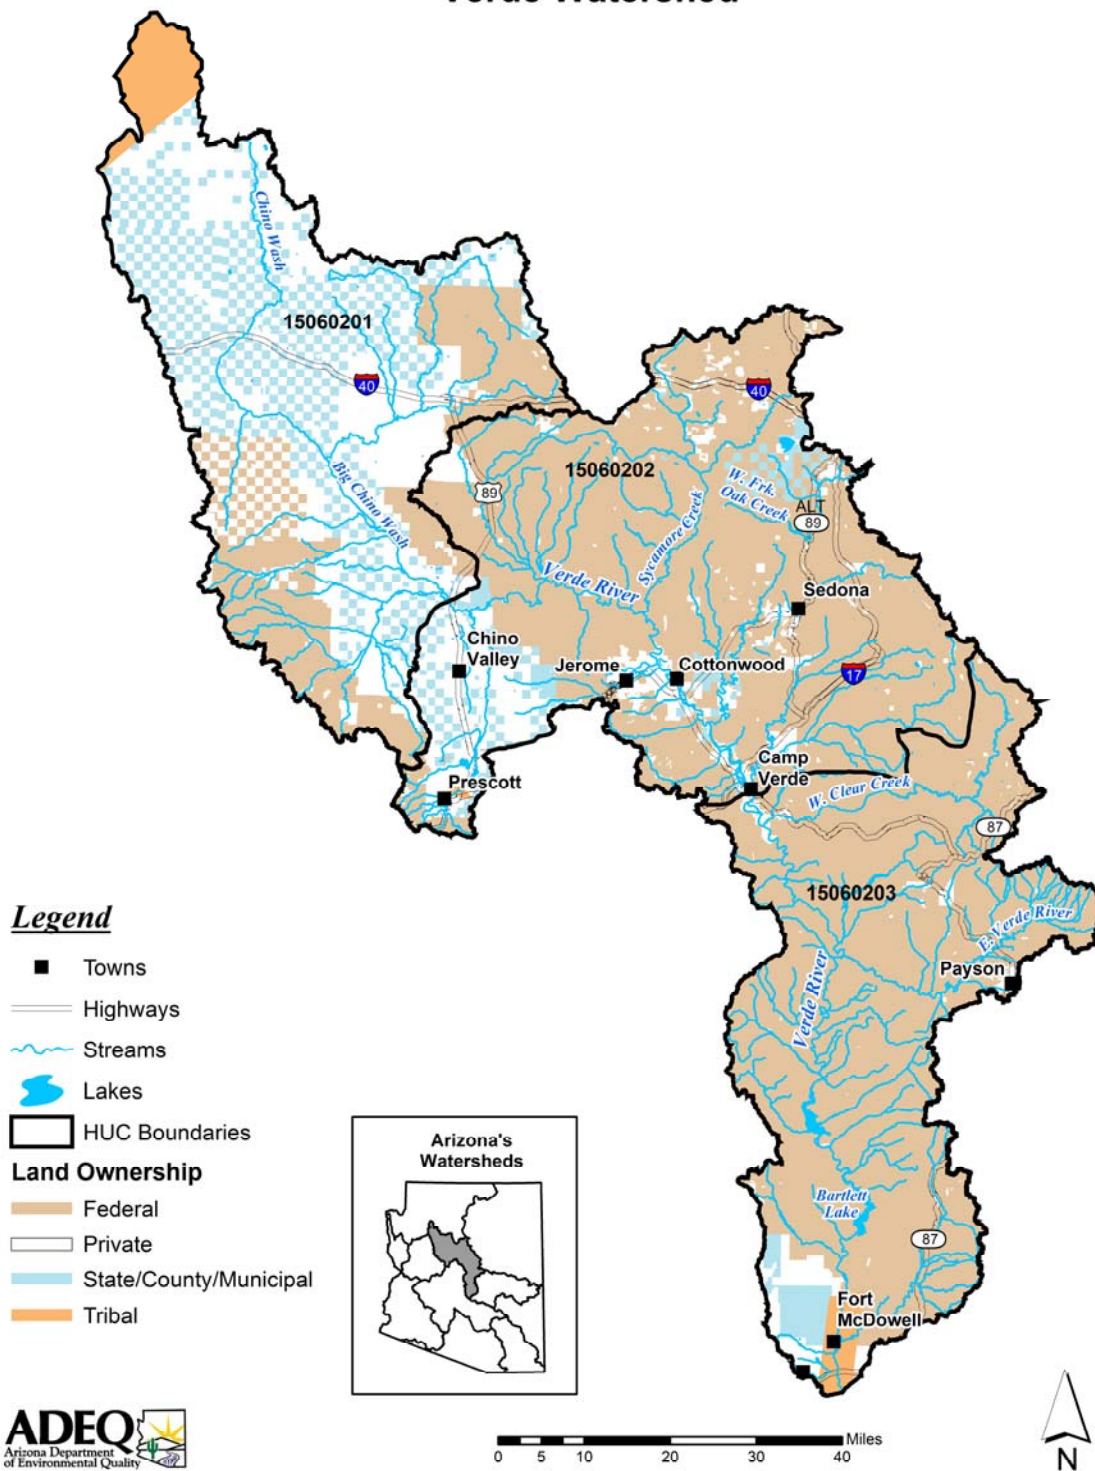 Verde Watershed
Chino Wash
15060201
40
40
15060202
W. Frk.
Oak Creek
ALT
89
89
Big Chino Wash
Sycamore Creek
Verde River
Sedona
Chino
Valley
Jerome
Cottonwood
17
Camp
Verde
Prescott
W. Clear Creek
87
15060203
E. Verde River
Payson
Verde River
Bartlett
Lake
87
Fort
McDowell
Legend
Towns
Highways
Streams
Lakes
HUC Boundaries
Land Ownership
Federal
Private
State/County/Municipal
Tribal
Arizona's
Watersheds
ADEQ
Arizona Department
of Environmental Quality
Miles
0 5 10 20 30 40
N